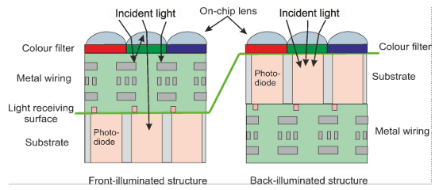 Incident light
On-chip lens
Incident light
Colour filter
Metal wiring
Light receiving
surface
Substrate
Photo-
diode
Front-illuminated structure
Colour filter
Photo-
diode
Substrate
Metal wiring
Back-illuminated structure